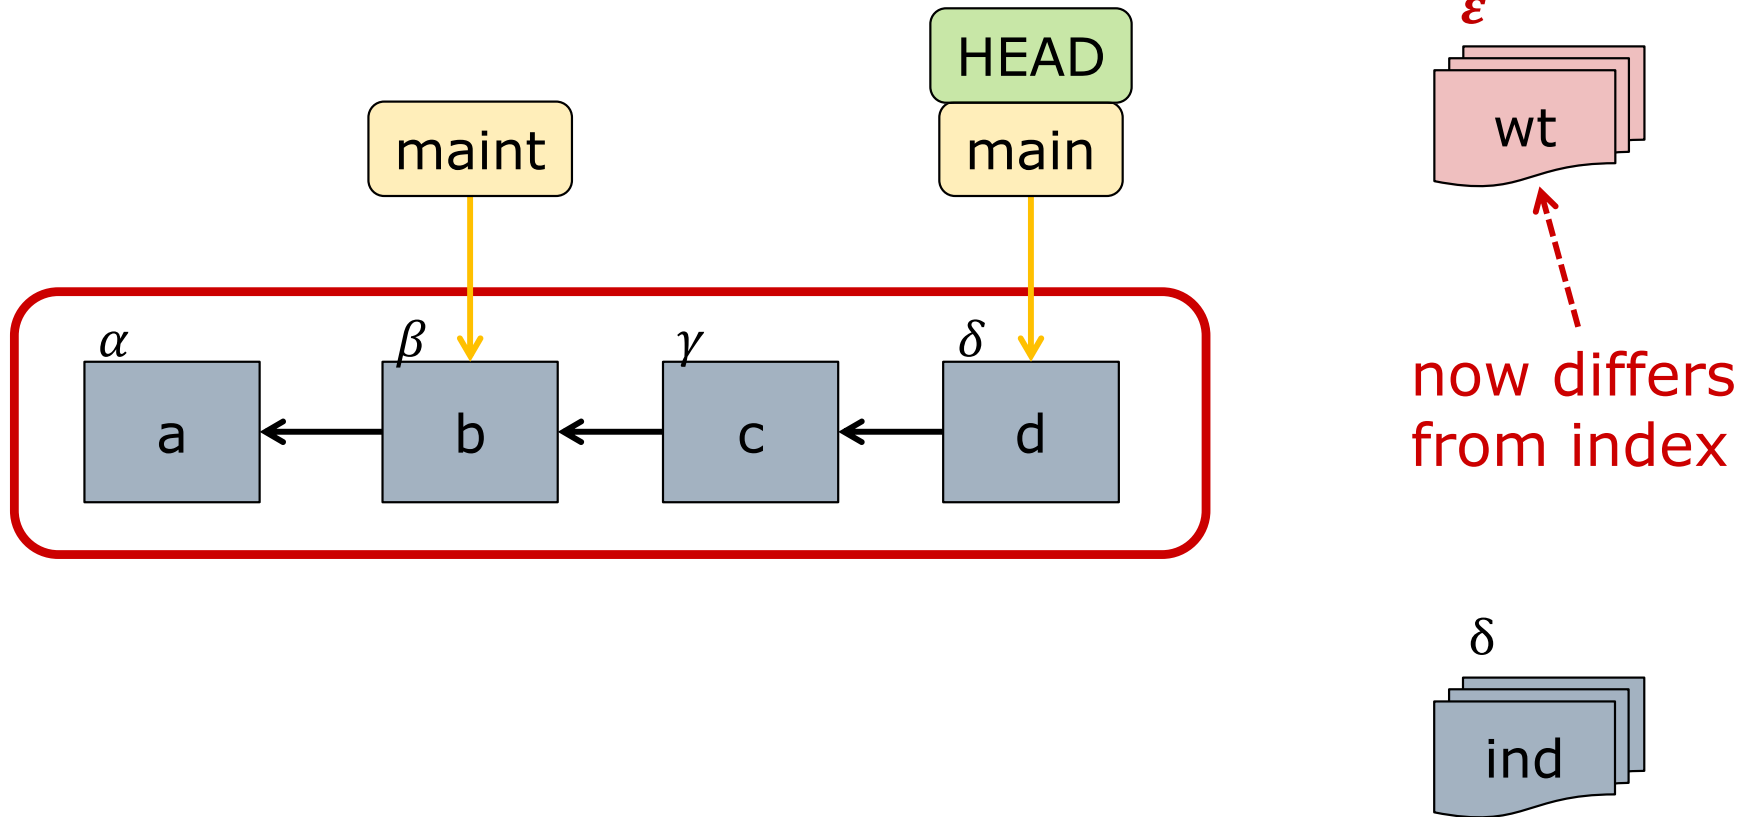 ε
HEAD
maint
main
wt
α
β
γ
δ
now differs
from index
a
b
c
d
δ
ind